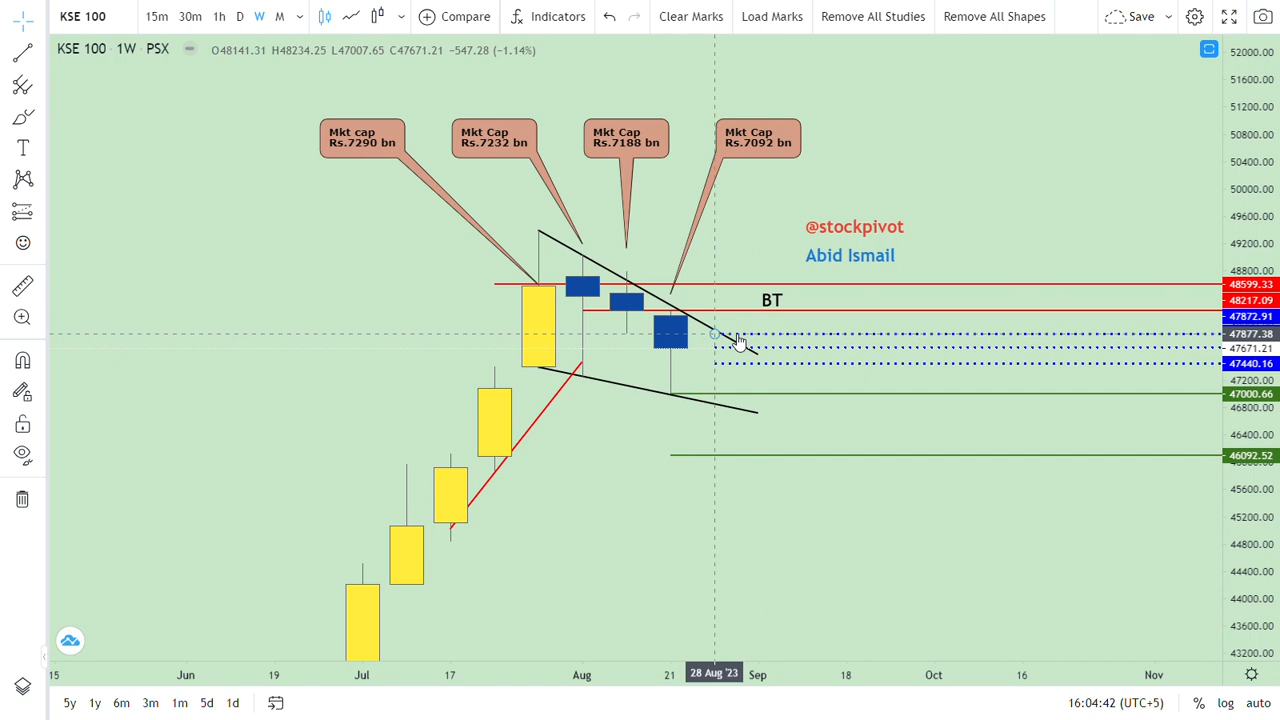 KSE 100 15m 30m 1h D W M Compare Indicators Clear Marks Load Marks Remove All Studies Remove All Shapes Save
KSE 100 · 1W · PSX O48141.31 H48234.25 L47007.65 C47671.21 −547.28 (−1.14%)
Mkt cap
Rs.7290 bn
Mkt Cap
Rs.7232 bn
Mkt Cap
Rs.7188 bn
Mkt Cap
Rs.7092 bn
@stockpivot
Abid Ismail
BT
52000.00
51600.00
51200.00
50800.00
50400.00
50000.00
49600.00
49200.00
48800.00
48599.33
48217.09
47872.91
47877.38
47671.21
47440.16
47200.00
47000.66
46800.00
46400.00
46092.52
45600.00
45200.00
44800.00
44400.00
44000.00
43600.00
43200.00
15 Jun 19 Jul 17 Aug 21 28 Aug '23 Sep 18 Oct 16 Nov
5y 1y 6m 3m 1m 5d 1d 16:04:42 (UTC+5) % log auto